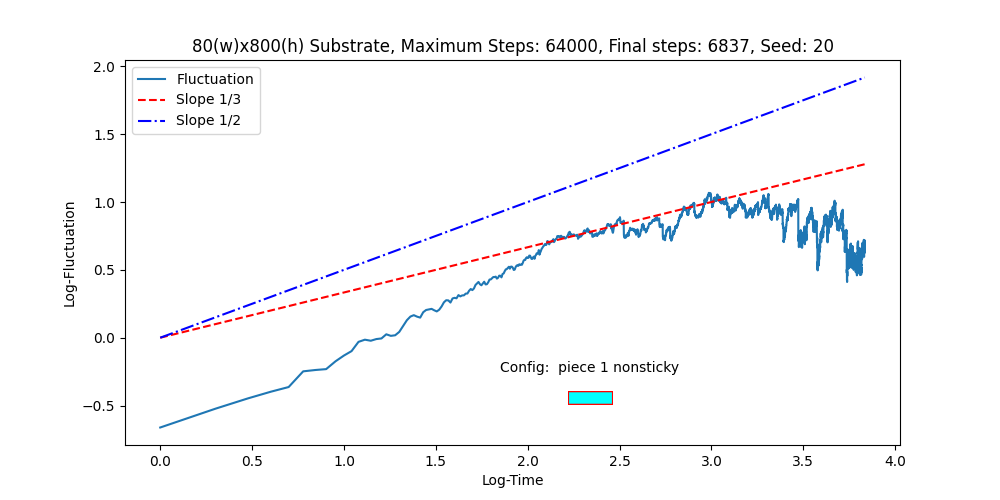 80(w)x800(h) Substrate, Maximum Steps: 64000, Final steps: 6837, Seed: 20
Fluctuation
Slope 1/3
Slope 1/2
Log-Fluctuation
2.0
1.5
1.0
0.5
0.0
−0.5
Config:  piece 1 nonsticky
0.0 0.5 1.0 1.5 2.0 2.5 3.0 3.5 4.0
Log-Time